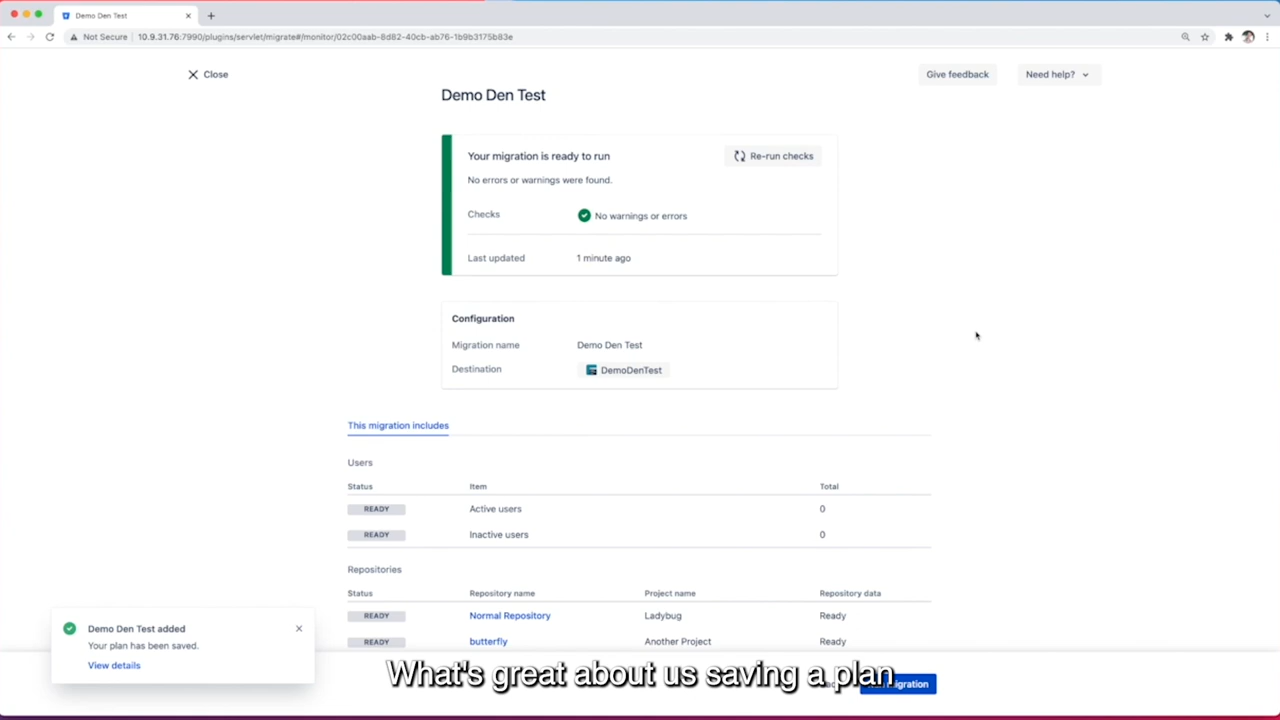 Demo Den Test
Not Secure 10.9.31.76:7990/plugins/servlet/migrate#/monitor/02c00aab-8d82-40cb-ab76-1b9b3175b83e
Close
Give feedback
Need help?
Demo Den Test
Your migration is ready to run
Re-run checks
No errors or warnings were found.
Checks No warnings or errors
Last updated 1 minute ago
Configuration
Migration name Demo Den Test
Destination DemoDenTest
This migration includes
Users
Status Item Total
READY Active users 0
READY Inactive users 0
Repositories
Status Repository name Project name Repository data
READY Normal Repository Ladybug Ready
READY butterfly Another Project Ready
Demo Den Test added
Your plan has been saved.
View details
What's great about us saving a plan
migration